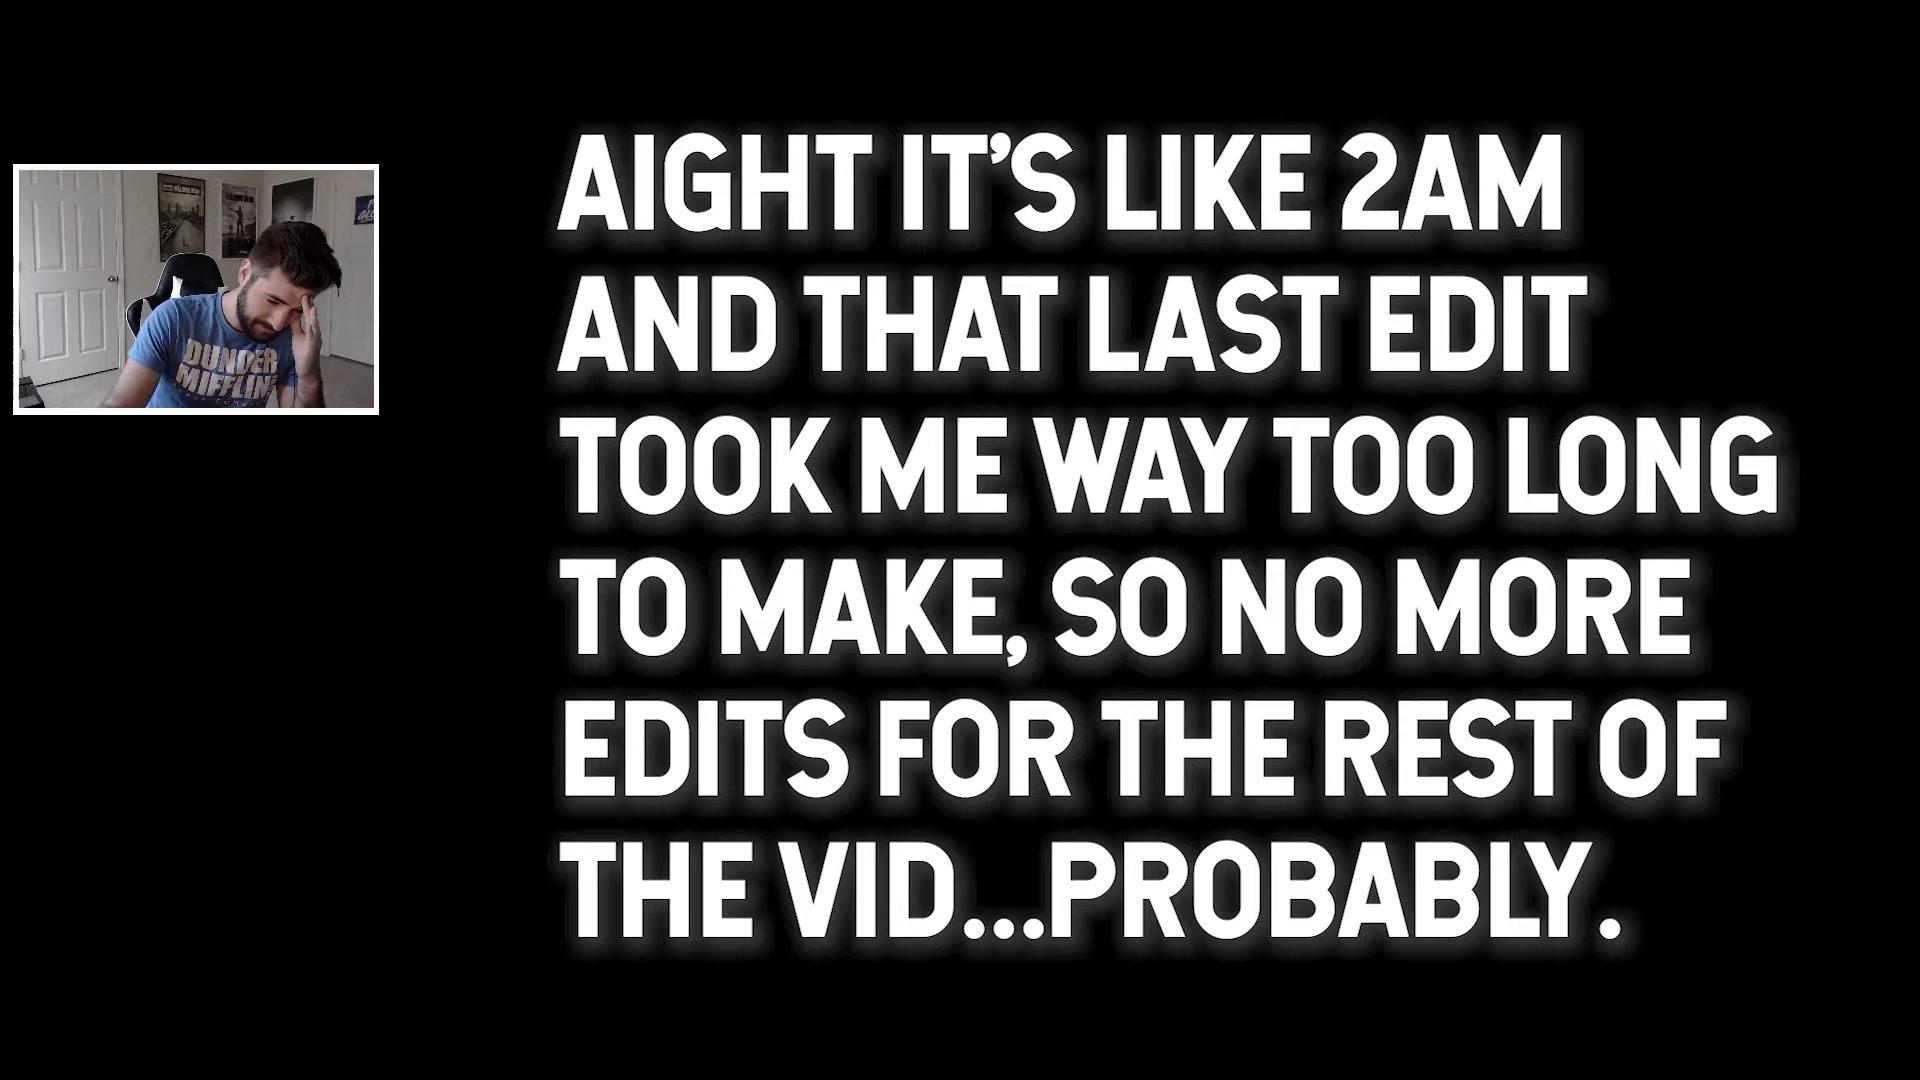 AIGHT IT'S LIKE 2AM
AND THAT LAST EDIT
TOOK ME WAY TOO LONG
TO MAKE, SO NO MORE
EDITS FOR THE REST OF
THE VID...PROBABLY.
DUNDER
MIFFLIN